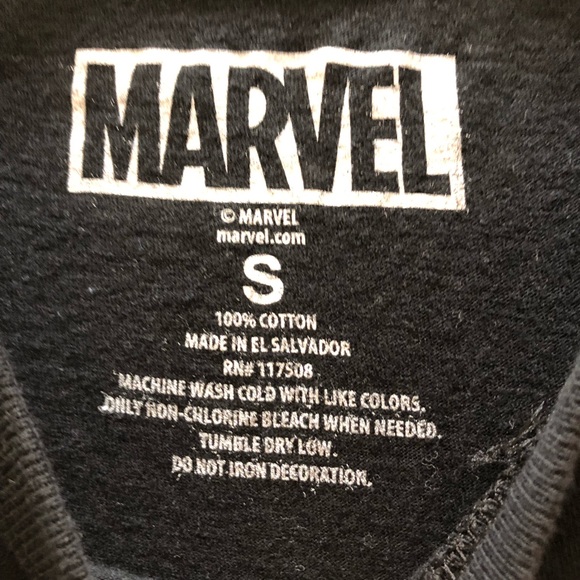 MARVEL
© MARVEL
marvel.com
S
100% COTTON
MADE IN EL SALVADOR
RN# 117508
MACHINE WASH COLD WITH LIKE COLORS.
ONLY NON-CHLORINE BLEACH WHEN NEEDED.
TUMBLE DRY LOW.
DO NOT IRON DECORATION.